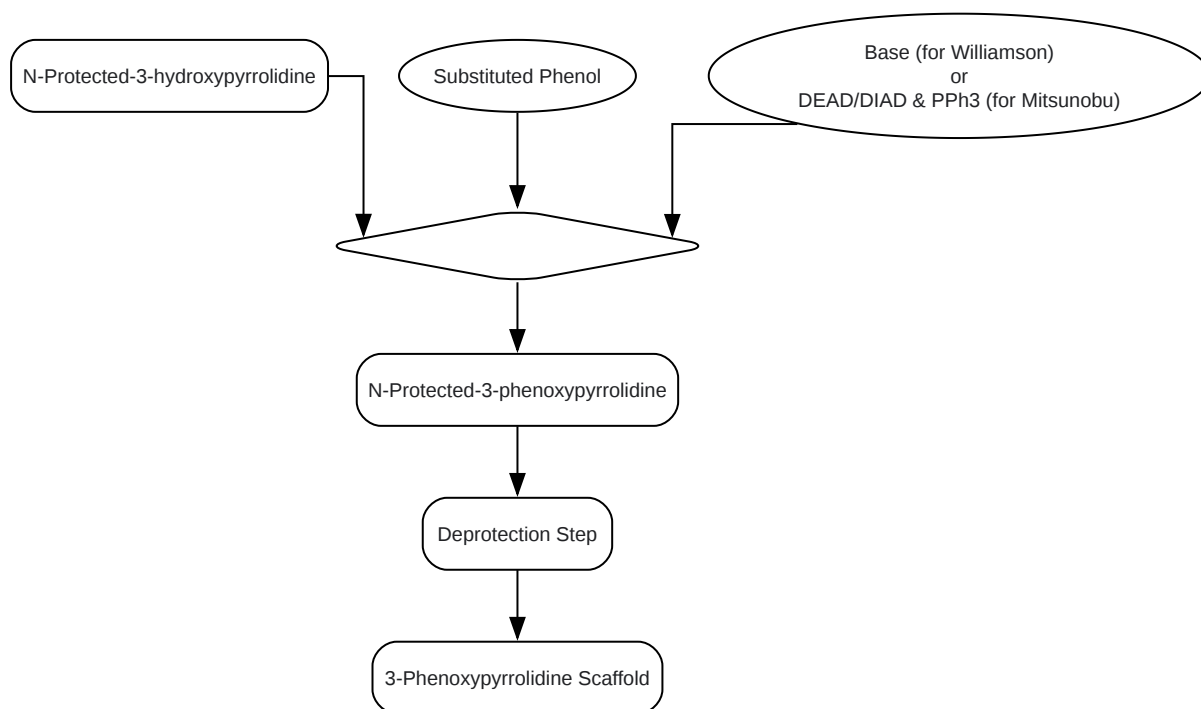 N-Protected-3-hydroxypyrrolidine
Substituted Phenol
Base (for Williamson)
or
DEAD/DIAD & PPh3 (for Mitsunobu)
N-Protected-3-phenoxypyrrolidine
Deprotection Step
3-Phenoxypyrrolidine Scaffold